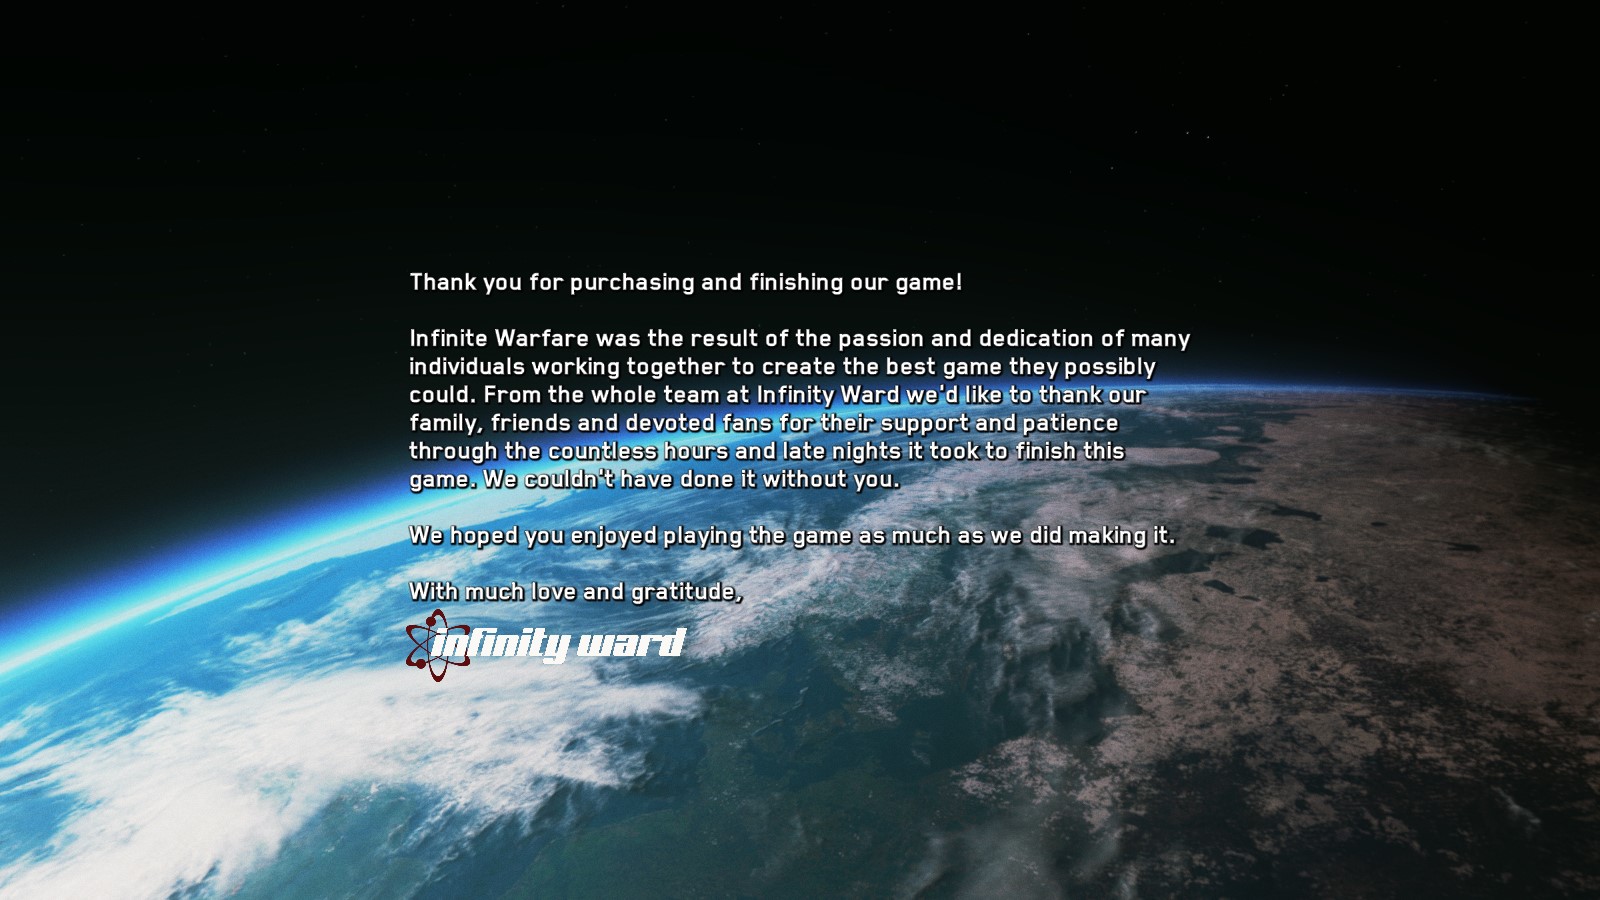 Thank you for purchasing and finishing our game!
Infinite Warfare was the result of the passion and dedication of many
individuals working together to create the best game they possibly
could. From the whole team at Infinity Ward we'd like to thank our
family, friends and devoted fans for their support and patience
through the countless hours and late nights it took to finish this
game. We couldn't have done it without you.
We hoped you enjoyed playing the game as much as we did making it.
With much love and gratitude,
infinity ward